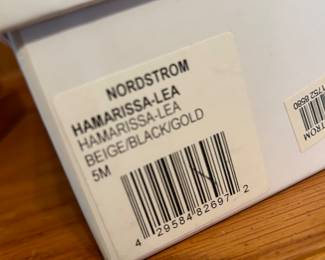 NORDSTROM
HAMARISSA-LEA
HAMARISSA-LEA
BEIGE/BLACK/GOLD
5M
4 29584 82697 2